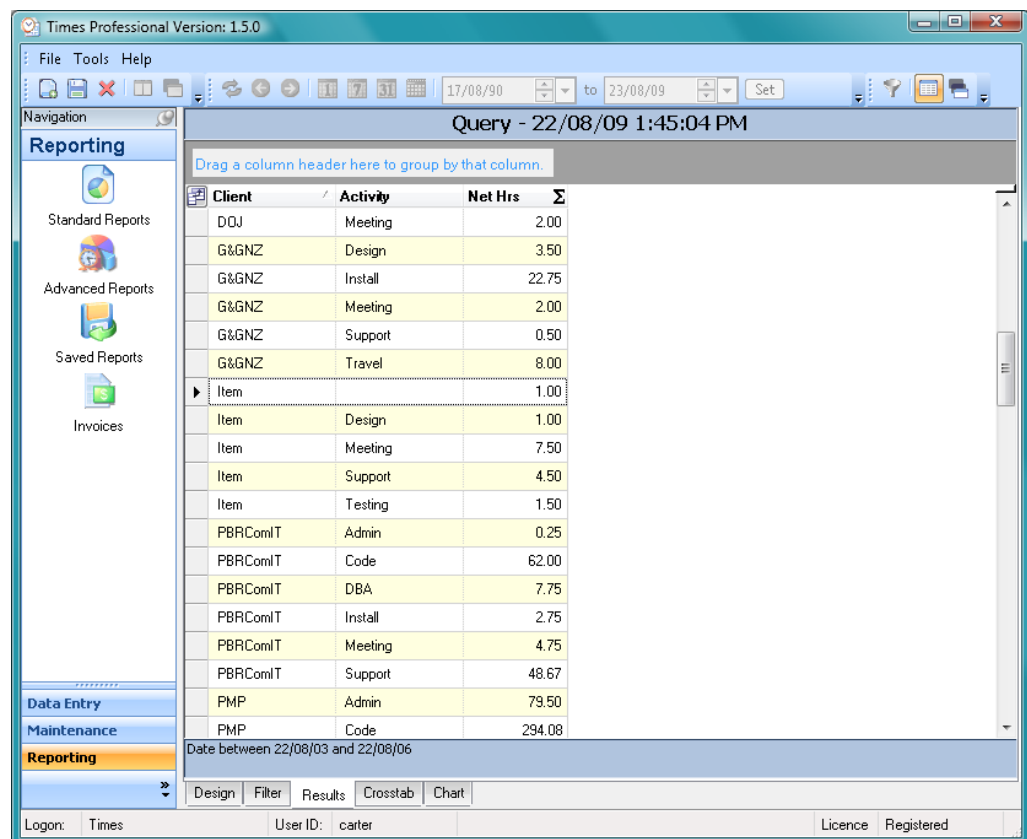 Times Professional Version: 1.5.0
File Tools Help
1 7 31 17/08/90 to 23/08/09 Set
Navigation
Reporting
Standard Reports
Advanced Reports
Saved Reports
Invoices
Data Entry
Maintenance
Reporting
Query - 22/08/09 1:45:04 PM
Drag a column header here to group by that column.
Client Activity Net Hrs Σ
DOJ Meeting 2.00
G&GNZ Design 3.50
G&GNZ Install 22.75
G&GNZ Meeting 2.00
G&GNZ Support 0.50
G&GNZ Travel 8.00
Item 1.00
Item Design 1.00
Item Meeting 7.50
Item Support 4.50
Item Testing 1.50
PBRComIT Admin 0.25
PBRComIT Code 62.00
PBRComIT DBA 7.75
PBRComIT Install 2.75
PBRComIT Meeting 4.75
PBRComIT Support 48.67
PMP Admin 79.50
PMP Code 294.08
Date between 22/08/03 and 22/08/06
Design Filter Results Crosstab Chart
Logon: Times User ID: carter Licence Registered